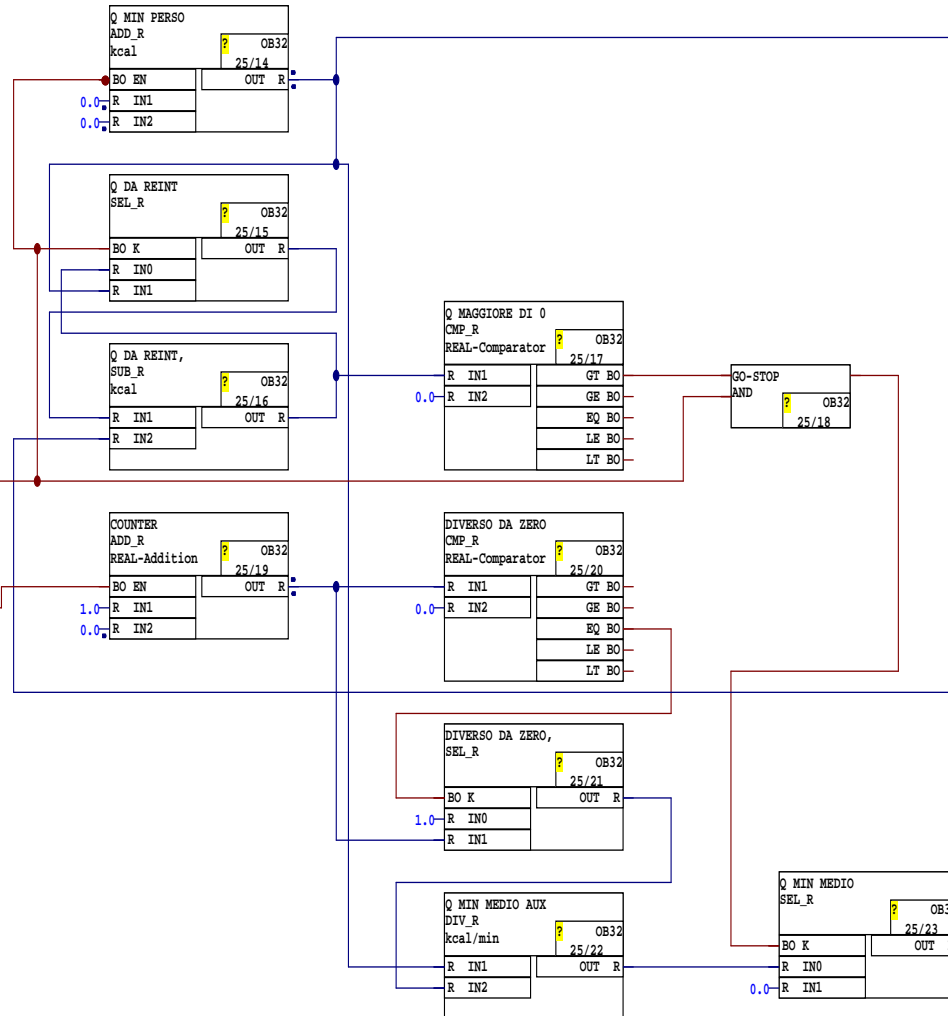 Q MIN PERSO
ADD_R
kcal
? OB32
25/14
BO EN OUT R
0.0 R IN1
0.0 R IN2
Q DA REINT
SEL_R
? OB32
25/15
BO K OUT R
R IN0
R IN1
Q DA REINT,
SUB_R
kcal
? OB32
25/16
R IN1 OUT R
R IN2
Q MAGGIORE DI 0
CMP_R
REAL-Comparator
? OB32
25/17
R IN1 GT BO
0.0 R IN2 GE BO
EQ BO
LE BO
LT BO
GO-STOP
AND
? OB32
25/18
COUNTER
ADD_R
REAL-Addition
? OB32
25/19
BO EN OUT R
1.0 R IN1
0.0 R IN2
DIVERSO DA ZERO
CMP_R
REAL-Comparator
? OB32
25/20
R IN1 GT BO
0.0 R IN2 GE BO
EQ BO
LE BO
LT BO
DIVERSO DA ZERO,
SEL_R
? OB32
25/21
BO K OUT R
1.0 R IN0
R IN1
Q MIN MEDIO AUX
DIV_R
kcal/min
? OB32
25/22
R IN1 OUT R
R IN2
Q MIN MEDIO
SEL_R
? OB3
25/23
BO K OUT
R IN0
0.0 R IN1